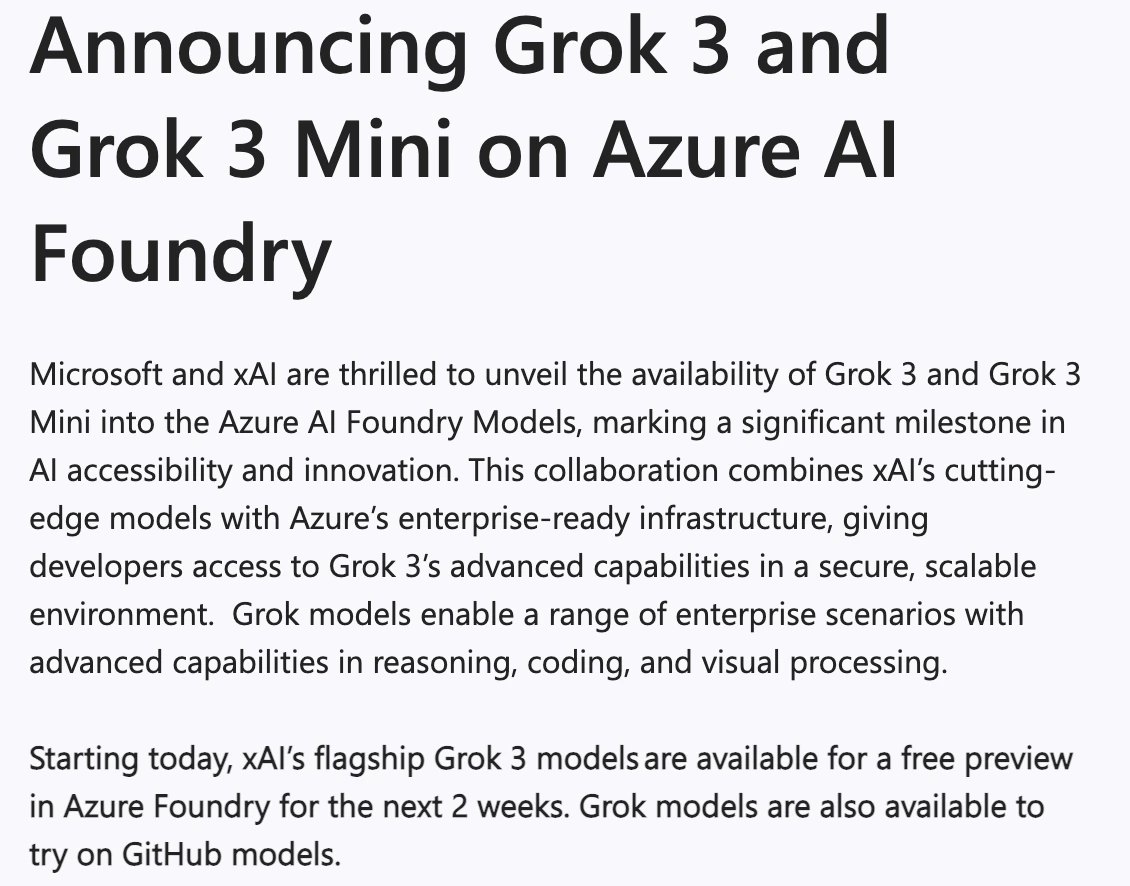 Announcing Grok 3 and
Grok 3 Mini on Azure AI
Foundry
Microsoft and xAI are thrilled to unveil the availability of Grok 3 and Grok 3
Mini into the Azure AI Foundry Models, marking a significant milestone in
AI accessibility and innovation. This collaboration combines xAI’s cutting-
edge models with Azure’s enterprise-ready infrastructure, giving
developers access to Grok 3’s advanced capabilities in a secure, scalable
environment.  Grok models enable a range of enterprise scenarios with
advanced capabilities in reasoning, coding, and visual processing.
Starting today, xAI’s flagship Grok 3 models are available for a free preview
in Azure Foundry for the next 2 weeks. Grok models are also available to
try on GitHub models.